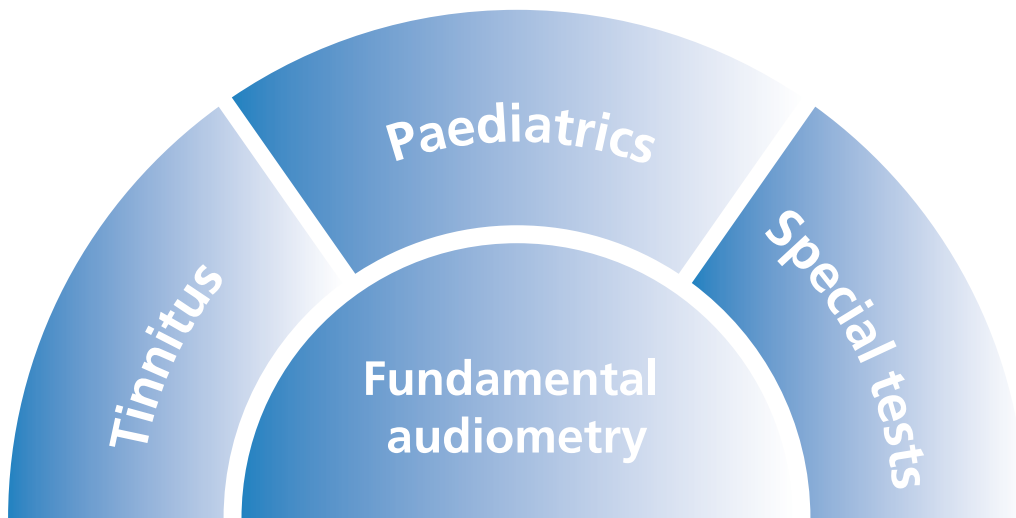 Tinnitus
Paediatrics
Special tests
Fundamental
audiometry